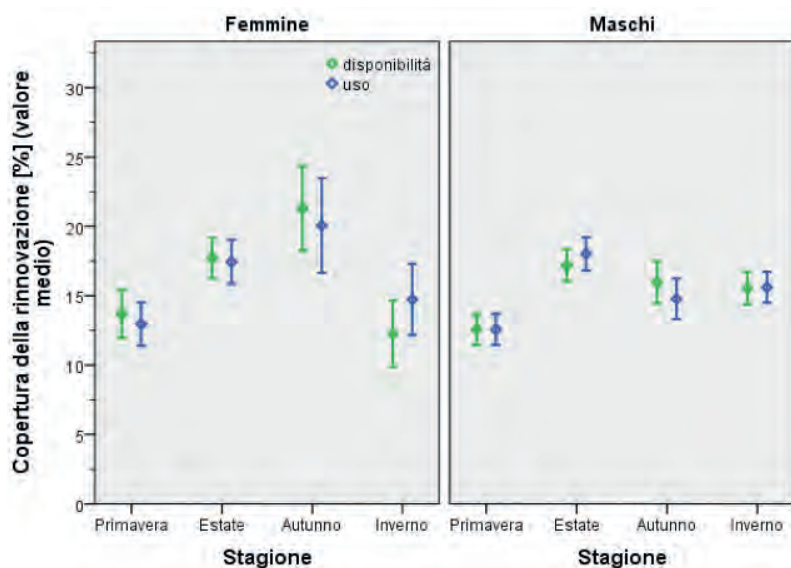 Femmine
Maschi
disponibilità
uso
Copertura della rinnovazione [%] (valore
medio)
30
25
20
15
10
5
0
Primavera Estate Autunno Inverno
Primavera Estate Autunno Inverno
Stagione
Stagione